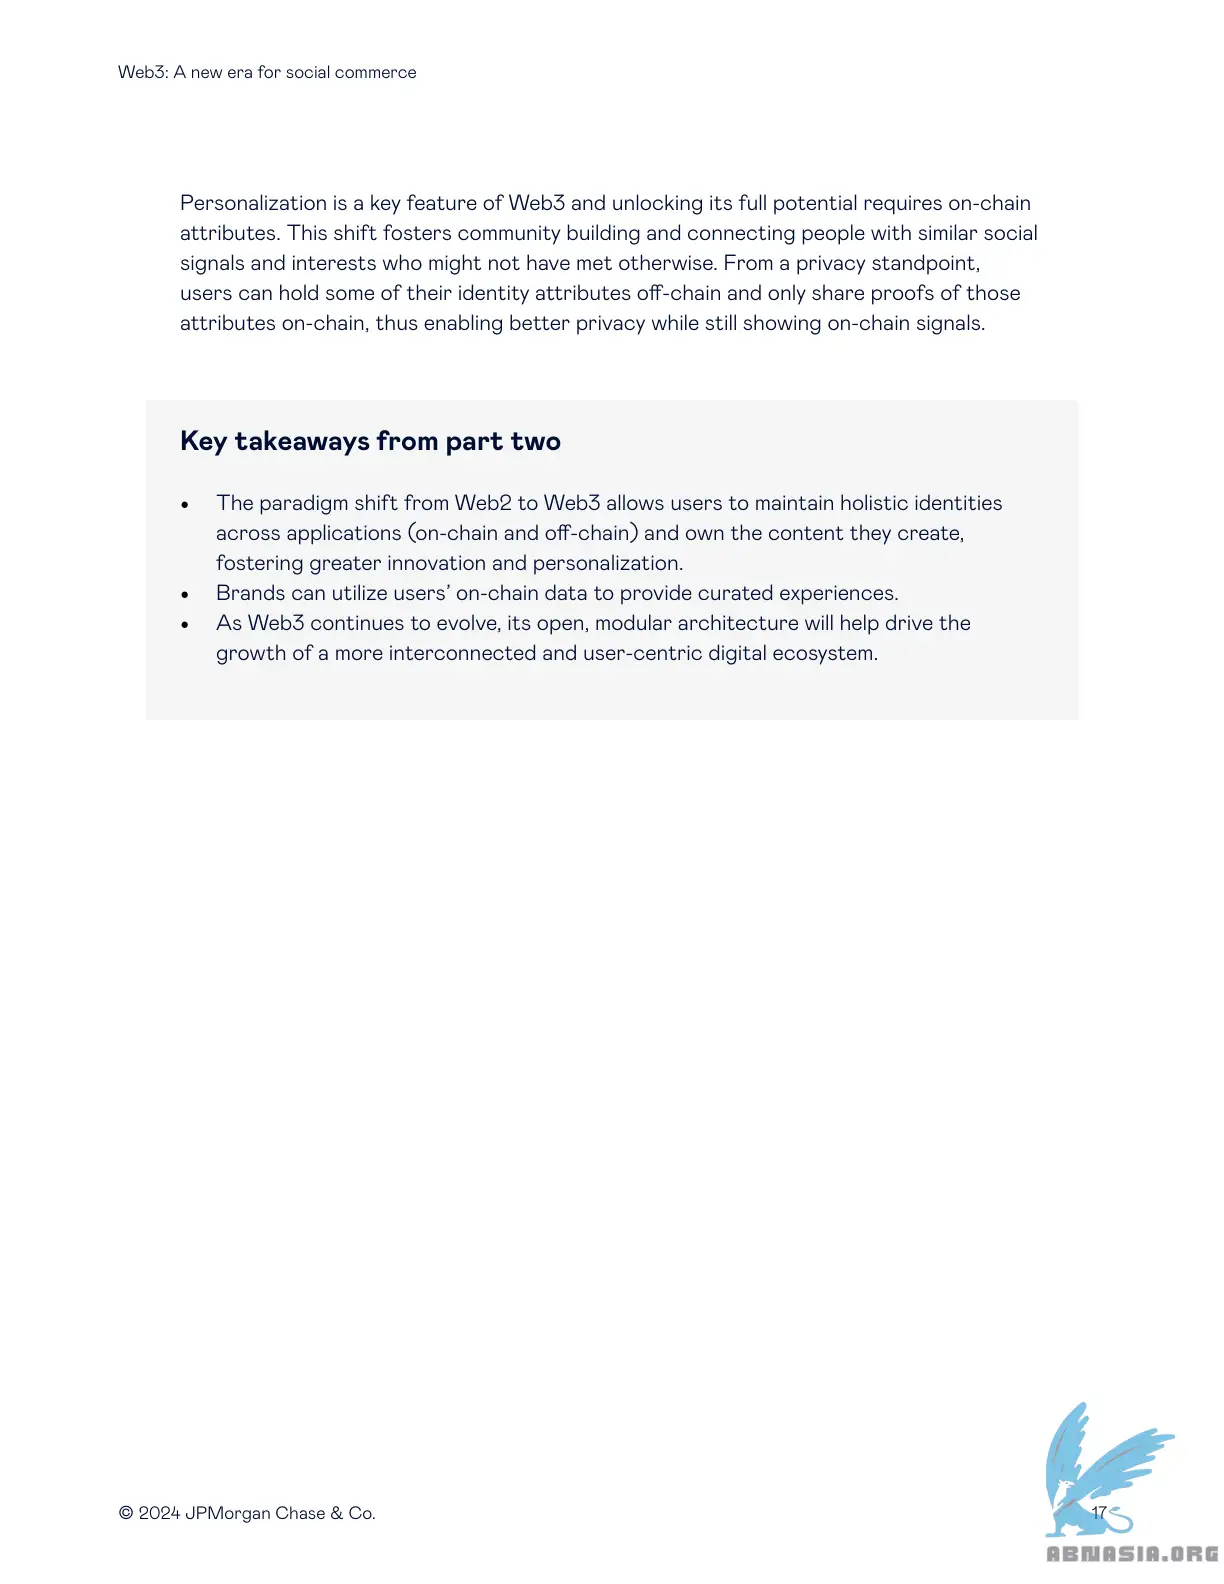 Web3: A new era for social commerce
Personalization is a key feature of Web3 and unlocking its full potential requires on-chain
attributes. This shift fosters community building and connecting people with similar social
signals and interests who might not have met otherwise. From a privacy standpoint,
users can hold some of their identity attributes off-chain and only share proofs of those
attributes on-chain, thus enabling better privacy while still showing on-chain signals.
Key takeaways from part two
• The paradigm shift from Web2 to Web3 allows users to maintain holistic identities
across applications (on-chain and off-chain) and own the content they create,
fostering greater innovation and personalization.
• Brands can utilize users’ on-chain data to provide curated experiences.
• As Web3 continues to evolve, its open, modular architecture will help drive the
growth of a more interconnected and user-centric digital ecosystem.
© 2024 JPMorgan Chase & Co.
17
ABNASIA.ORG